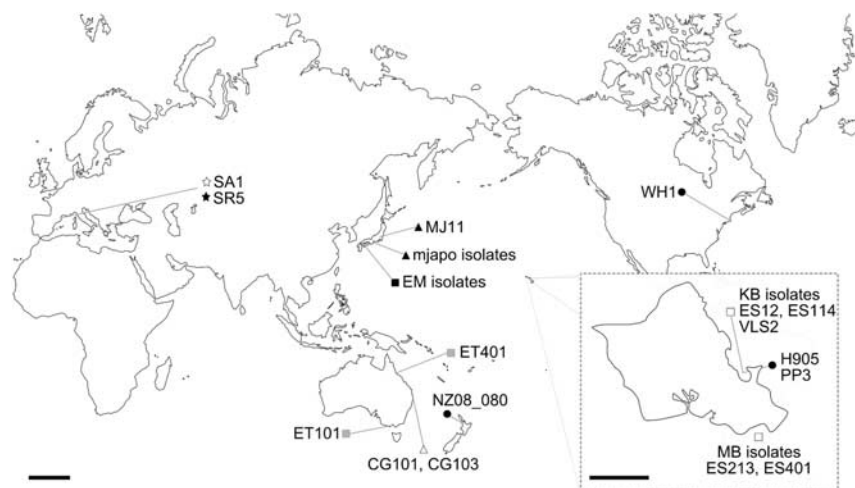 SA1
SR5
WH1
MJ11
mjapo isolates
EM isolates
KB isolates
ES12, ES114
VLS2
H905
PP3
ET401
NZ08_080
ET101
CG101, CG103
MB isolates
ES213, ES401